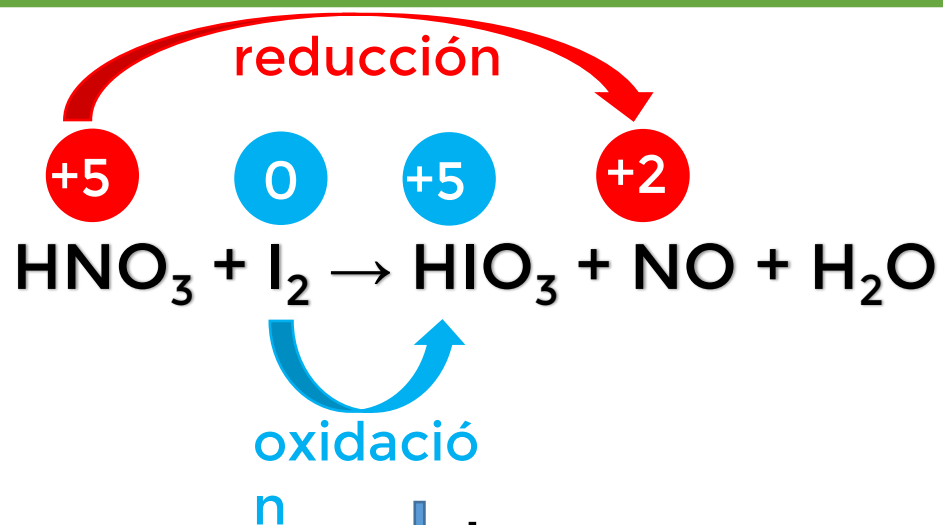 reducción
+5 0 +5 +2
HNO₃ + I₂ → HIO₃ + NO + H₂O
oxidació
n